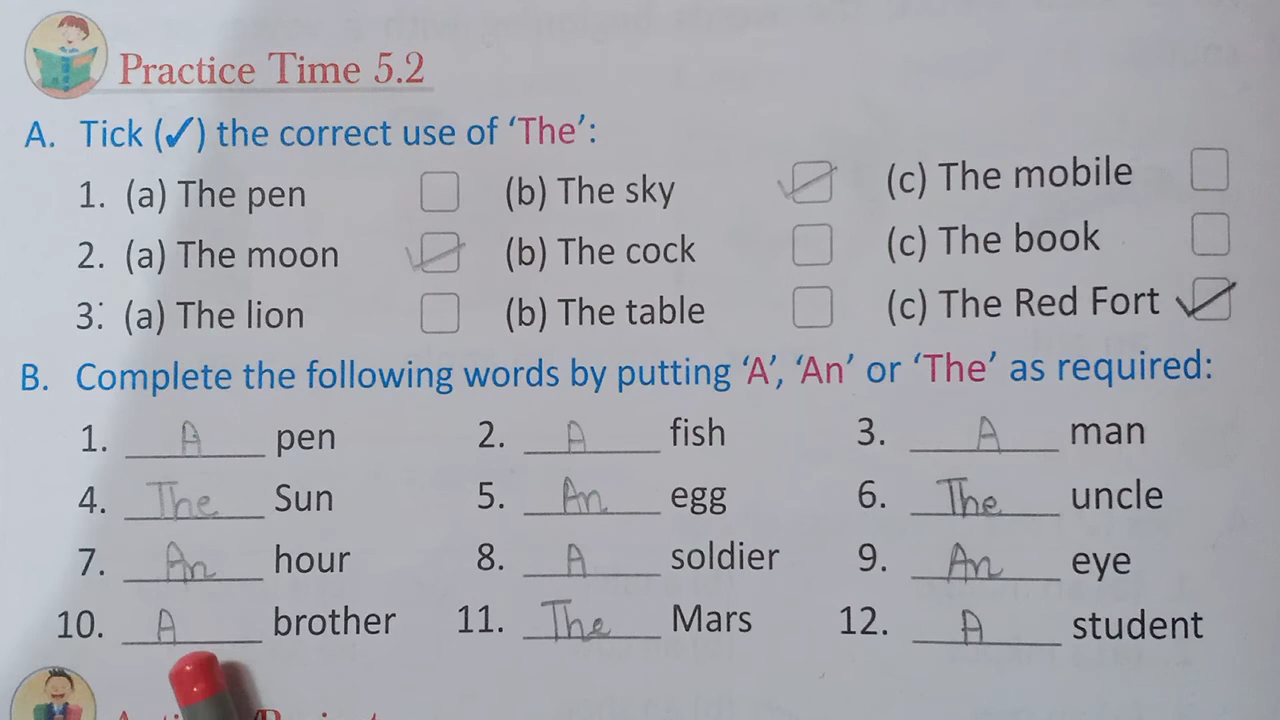 Practice Time 5.2
A. Tick (✓) the correct use of ‘The’:
1. (a) The pen (b) The sky ✓ (c) The mobile
2. (a) The moon ✓ (b) The cock (c) The book
3. (a) The lion (b) The table (c) The Red Fort ✓
B. Complete the following words by putting ‘A’, ‘An’ or ‘The’ as required:
1. A pen 2. A fish 3. A man
4. The Sun 5. An egg 6. The uncle
7. An hour 8. A soldier 9. An eye
10. A brother 11. The Mars 12. A student